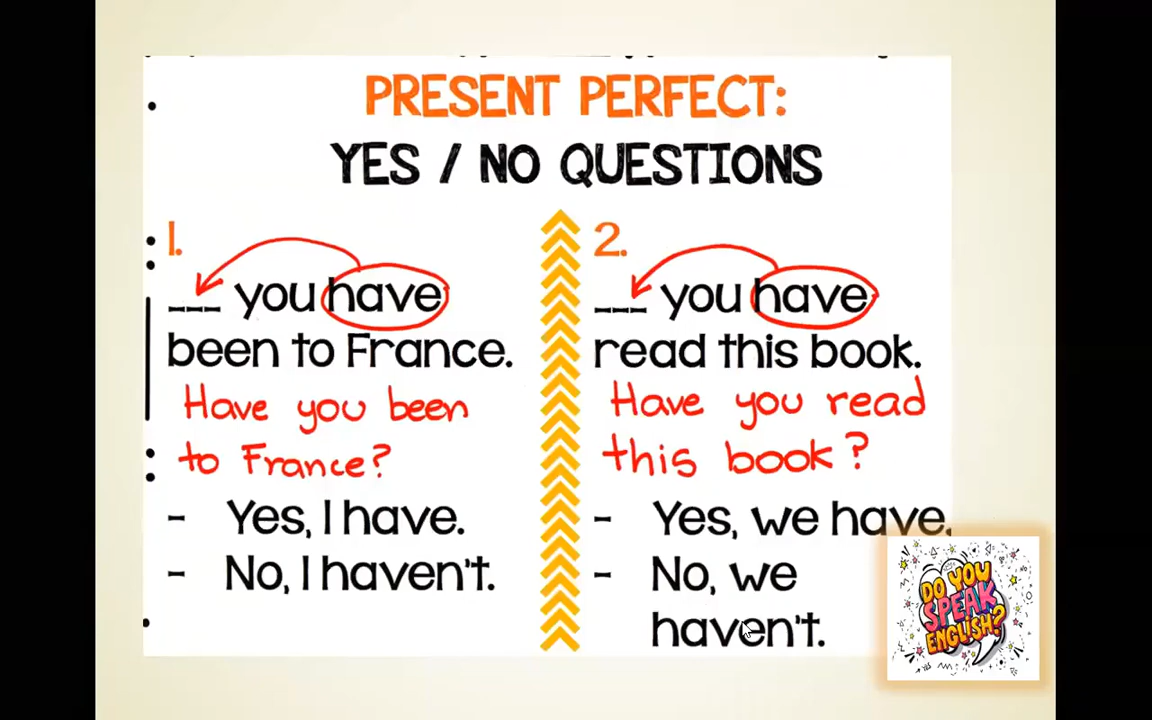 PRESENT PERFECT:
YES / NO QUESTIONS
1.
___ you have
been to France.
Have you been
to France?
- Yes, I have.
- No, I haven't.
2.
___ you have
read this book.
Have you read
this book?
- Yes, we have.
- No, we
haven't.
DO YOU
SPEAK
ENGLISH?